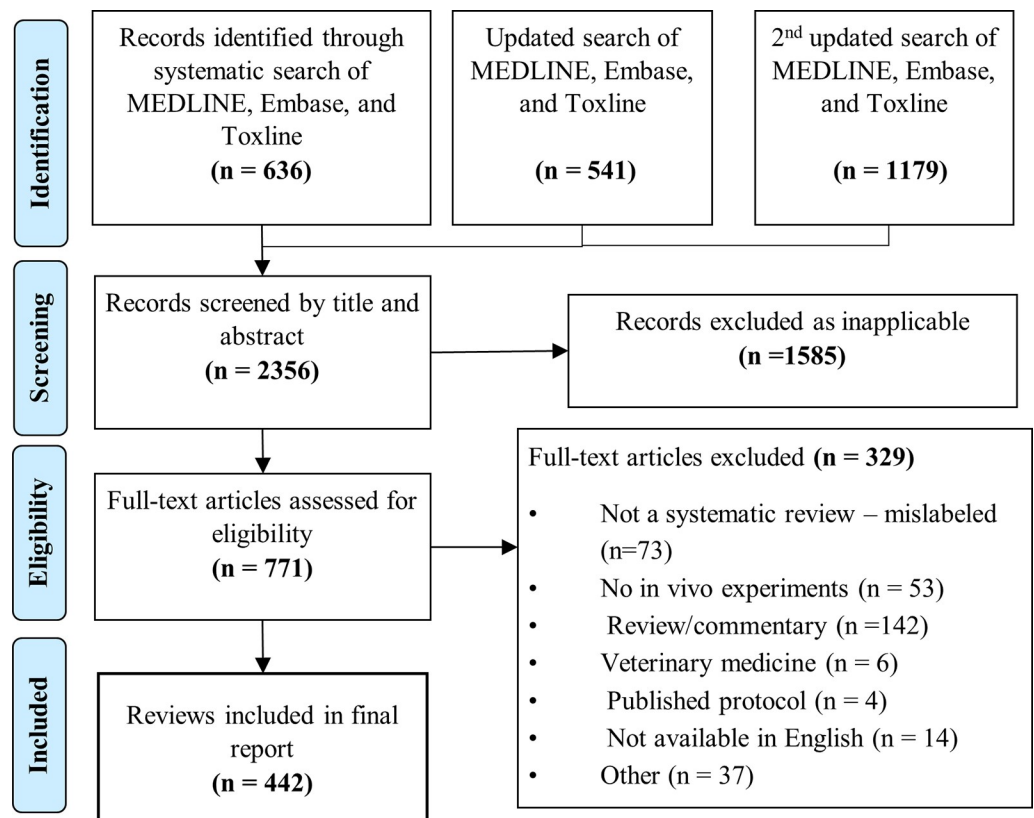 Identification
Records identified through
systematic search of
MEDLINE, Embase, and
Toxline
(n = 636)
Updated search of
MEDLINE, Embase,
and Toxline
(n = 541)
2nd updated search of
MEDLINE, Embase,
and Toxline
(n = 1179)
Screening
Records screened by title and
abstract
(n = 2356)
Records excluded as inapplicable
(n =1585)
Eligibility
Full-text articles assessed for
eligibility
(n = 771)
Full-text articles excluded (n = 329)
• Not a systematic review – mislabeled
(n=73)
• No in vivo experiments (n = 53)
• Review/commentary (n =142)
• Veterinary medicine (n = 6)
• Published protocol (n = 4)
• Not available in English (n = 14)
• Other (n = 37)
Included
Reviews included in final
report
(n = 442)